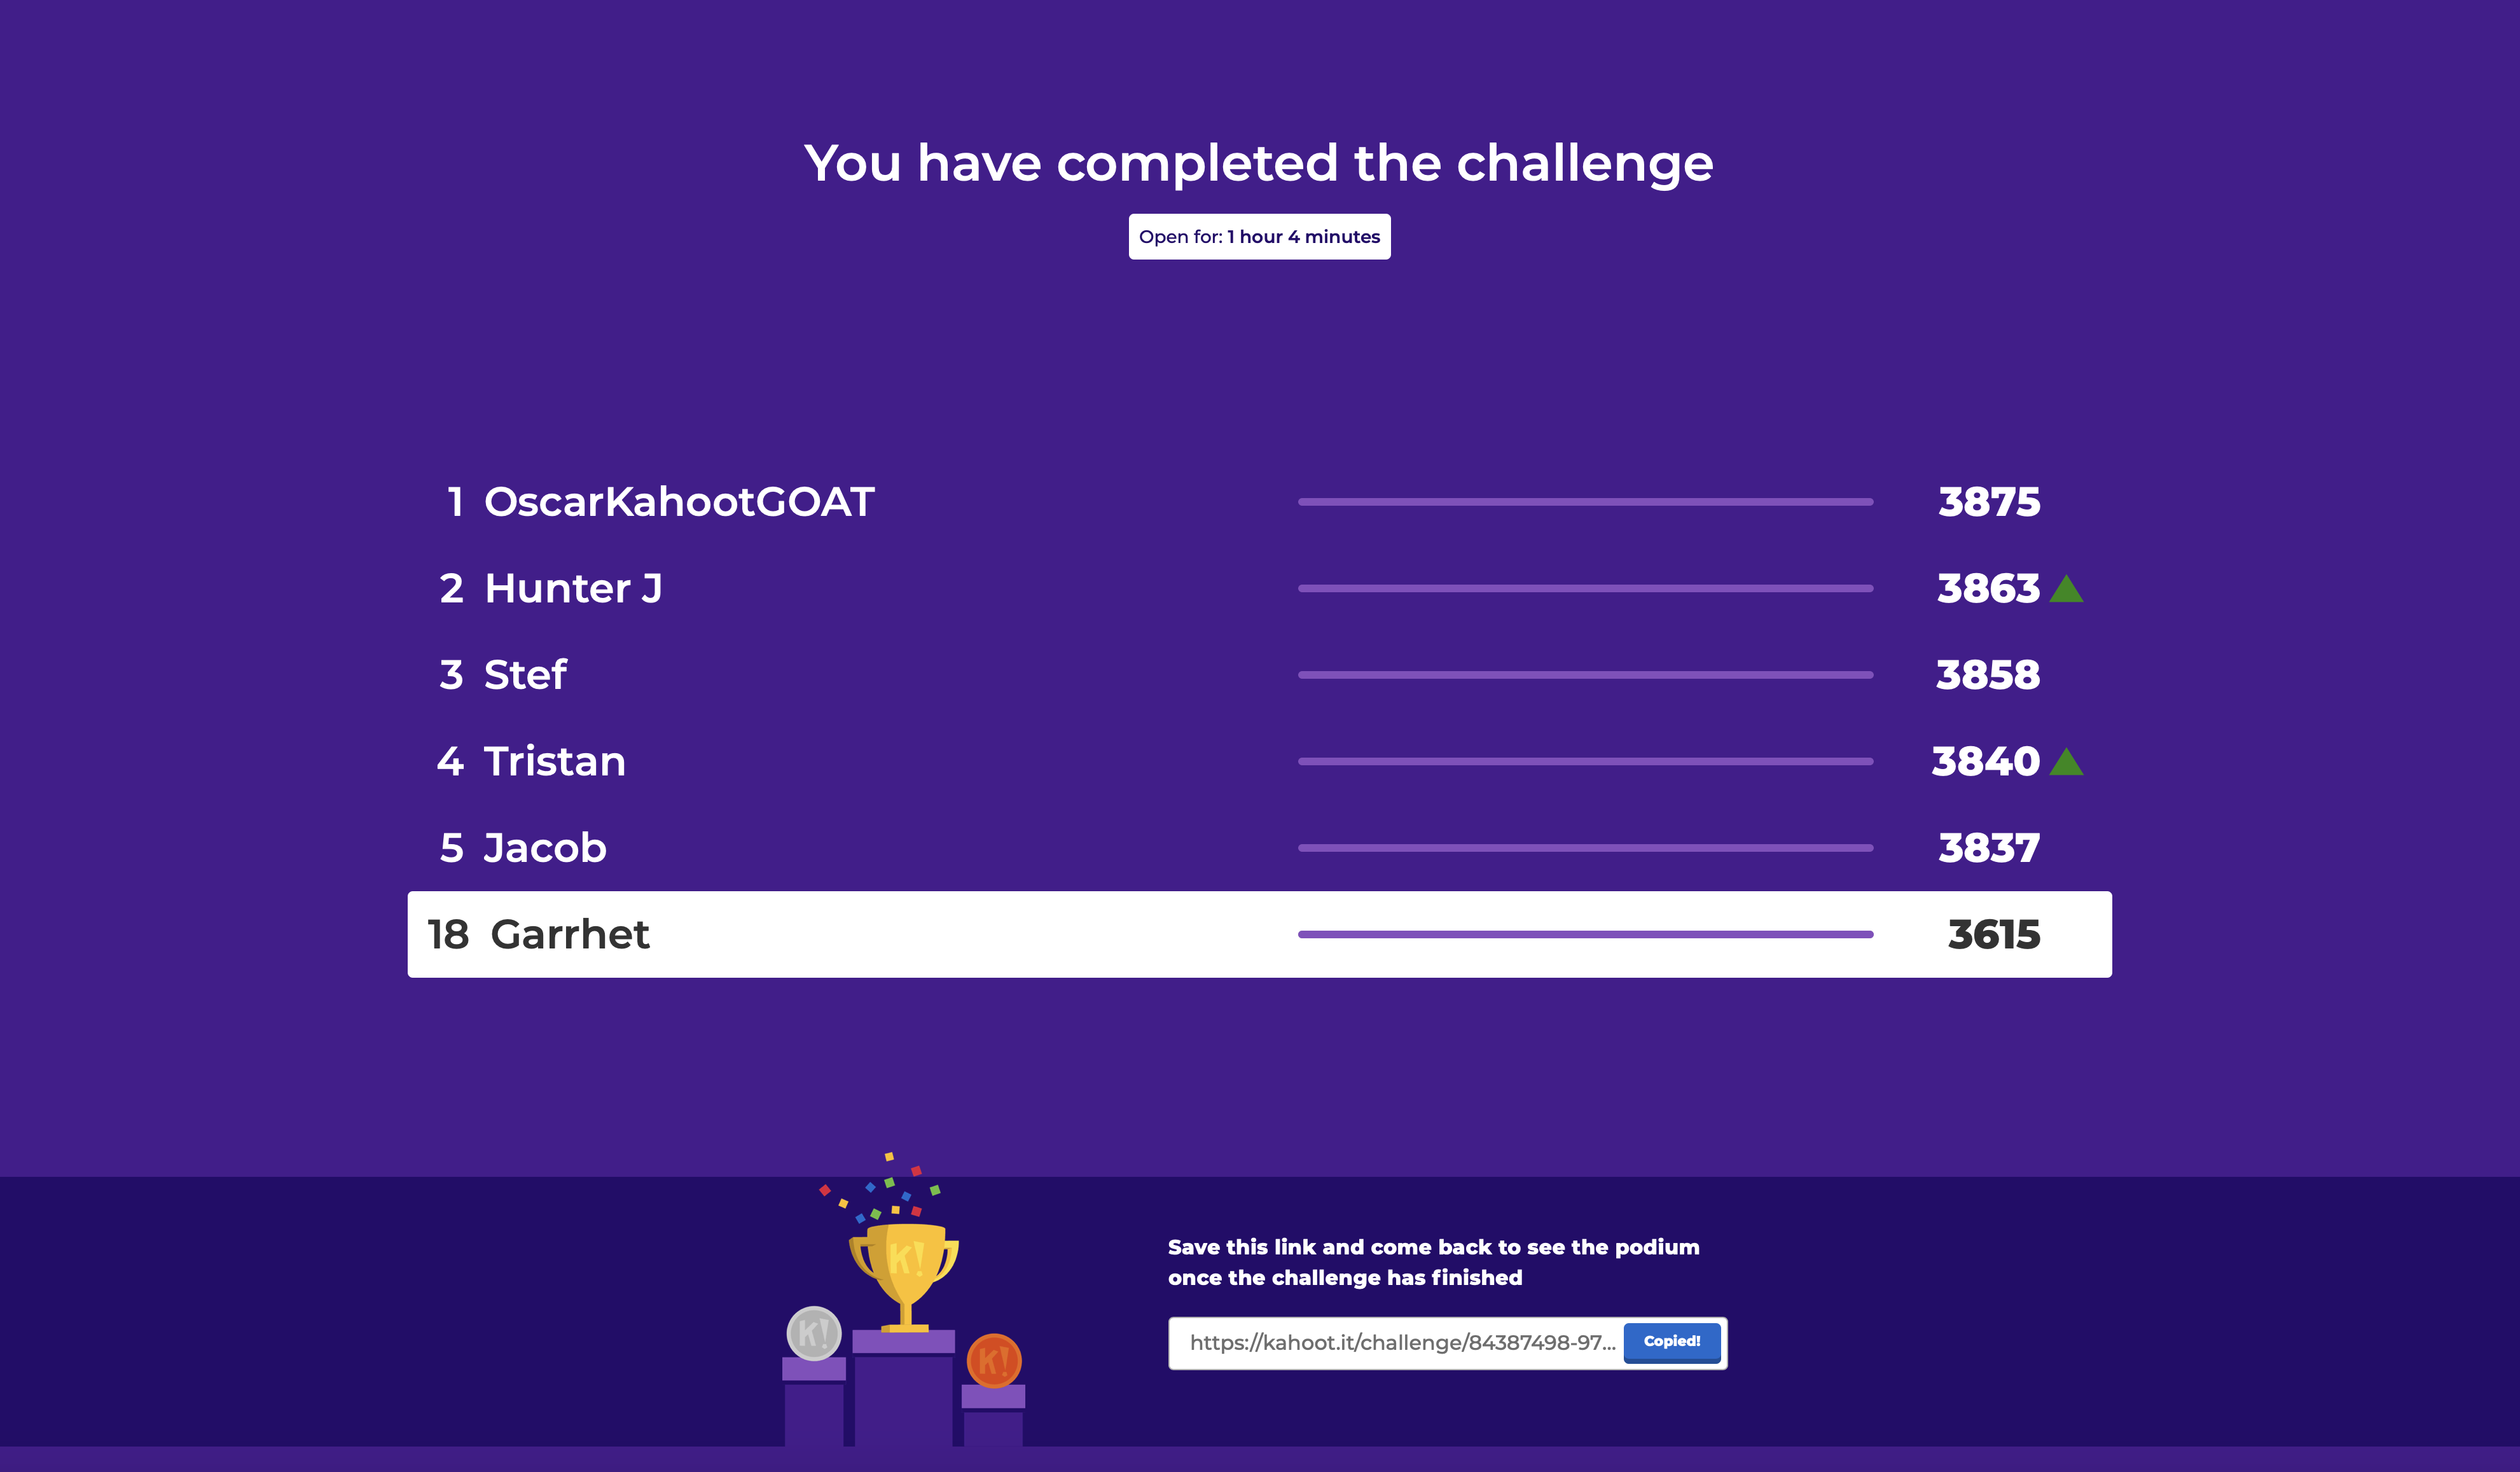 You have completed the challenge
Open for: 1 hour 4 minutes
1 OscarKahootGOAT 3875
2 Hunter J 3863
3 Stef 3858
4 Tristan 3840
5 Jacob 3837
18 Garrhet 3615
K!
K!
K!
Save this link and come back to see the podium
once the challenge has finished
https://kahoot.it/challenge/84387498-97... Copied!